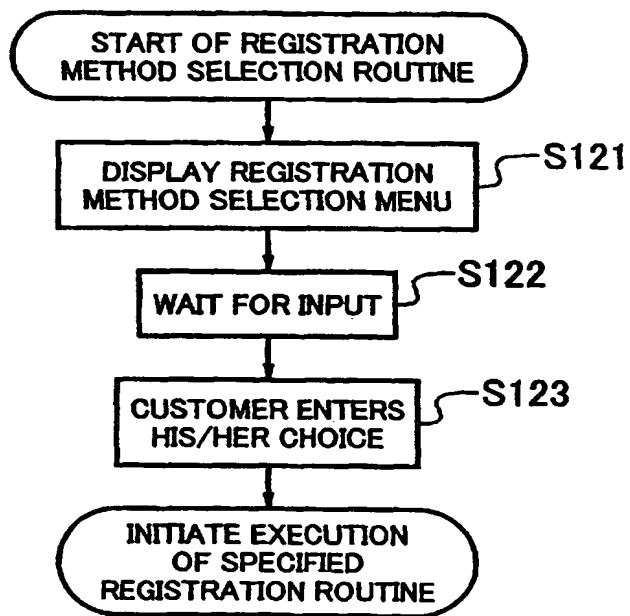 START OF REGISTRATION
METHOD SELECTION ROUTINE
DISPLAY REGISTRATION
METHOD SELECTION MENU
S121
WAIT FOR INPUT
S122
CUSTOMER ENTERS
HIS/HER CHOICE
S123
INITIATE EXECUTION
OF SPECIFIED
REGISTRATION ROUTINE